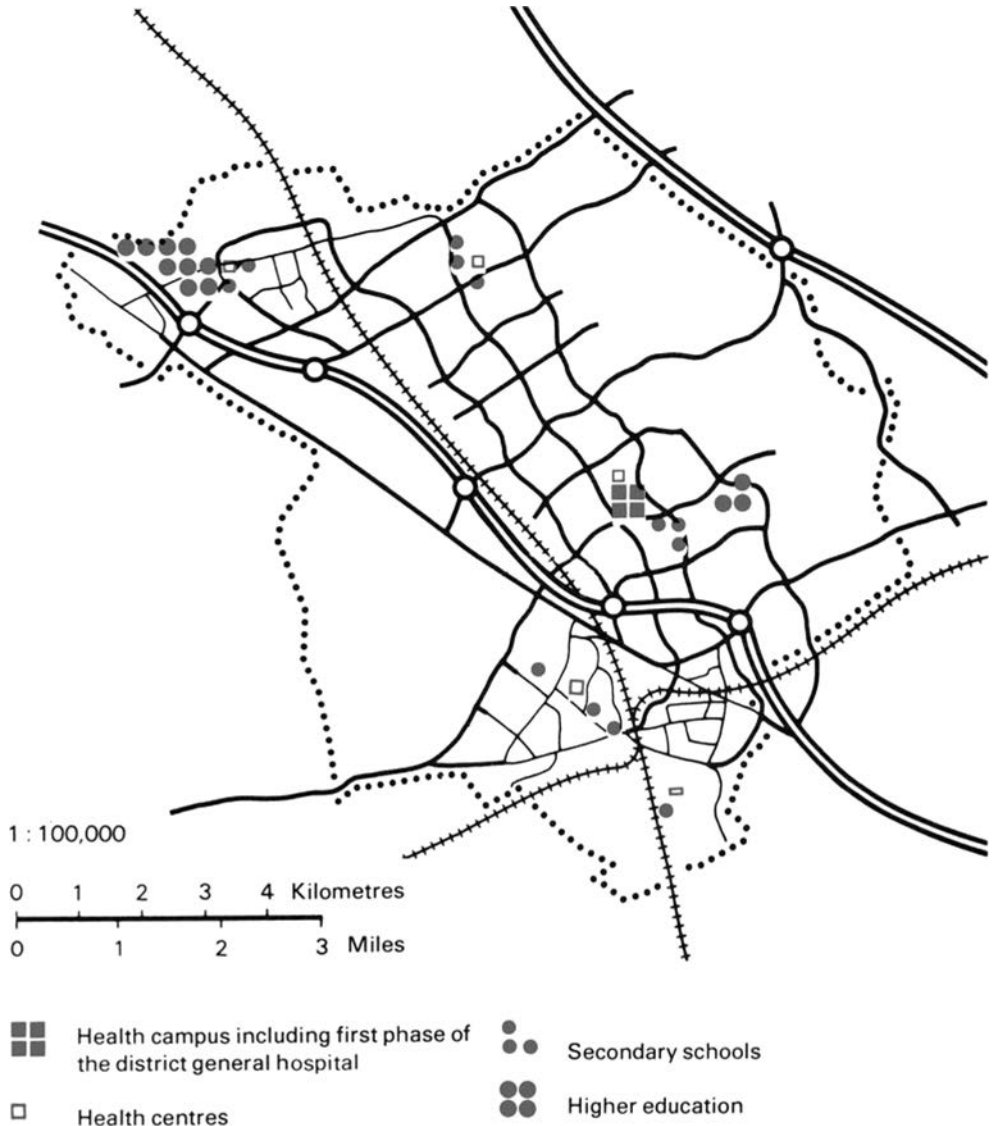 1 : 100,000
0 1 2 3 4 Kilometres
0 1 2 3 Miles
Health campus including first phase of
the district general hospital
Health centres
Secondary schools
Higher education